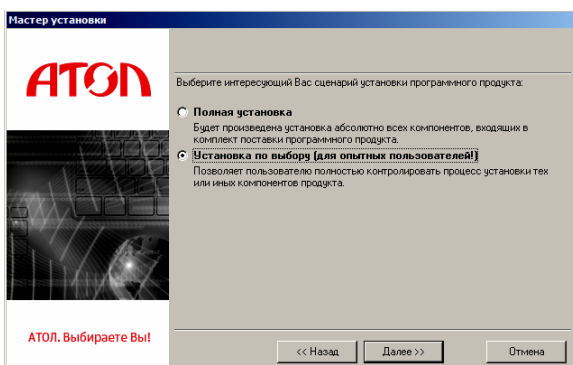 Мастер установки
АТОЛ
Выберите интересующий Вас сценарий установки программного продукта:
Полная установка
Будет произведена установка абсолютно всех компонентов, входящих в
комплект поставки программного продукта.
Установка по выбору (для опытных пользователей!)
Позволяет пользователю полностью контролировать процесс установки тех
или иных компонентов продукта.
АТОЛ. Выбираете Вы!
<< Назад
Далее >>
Отмена